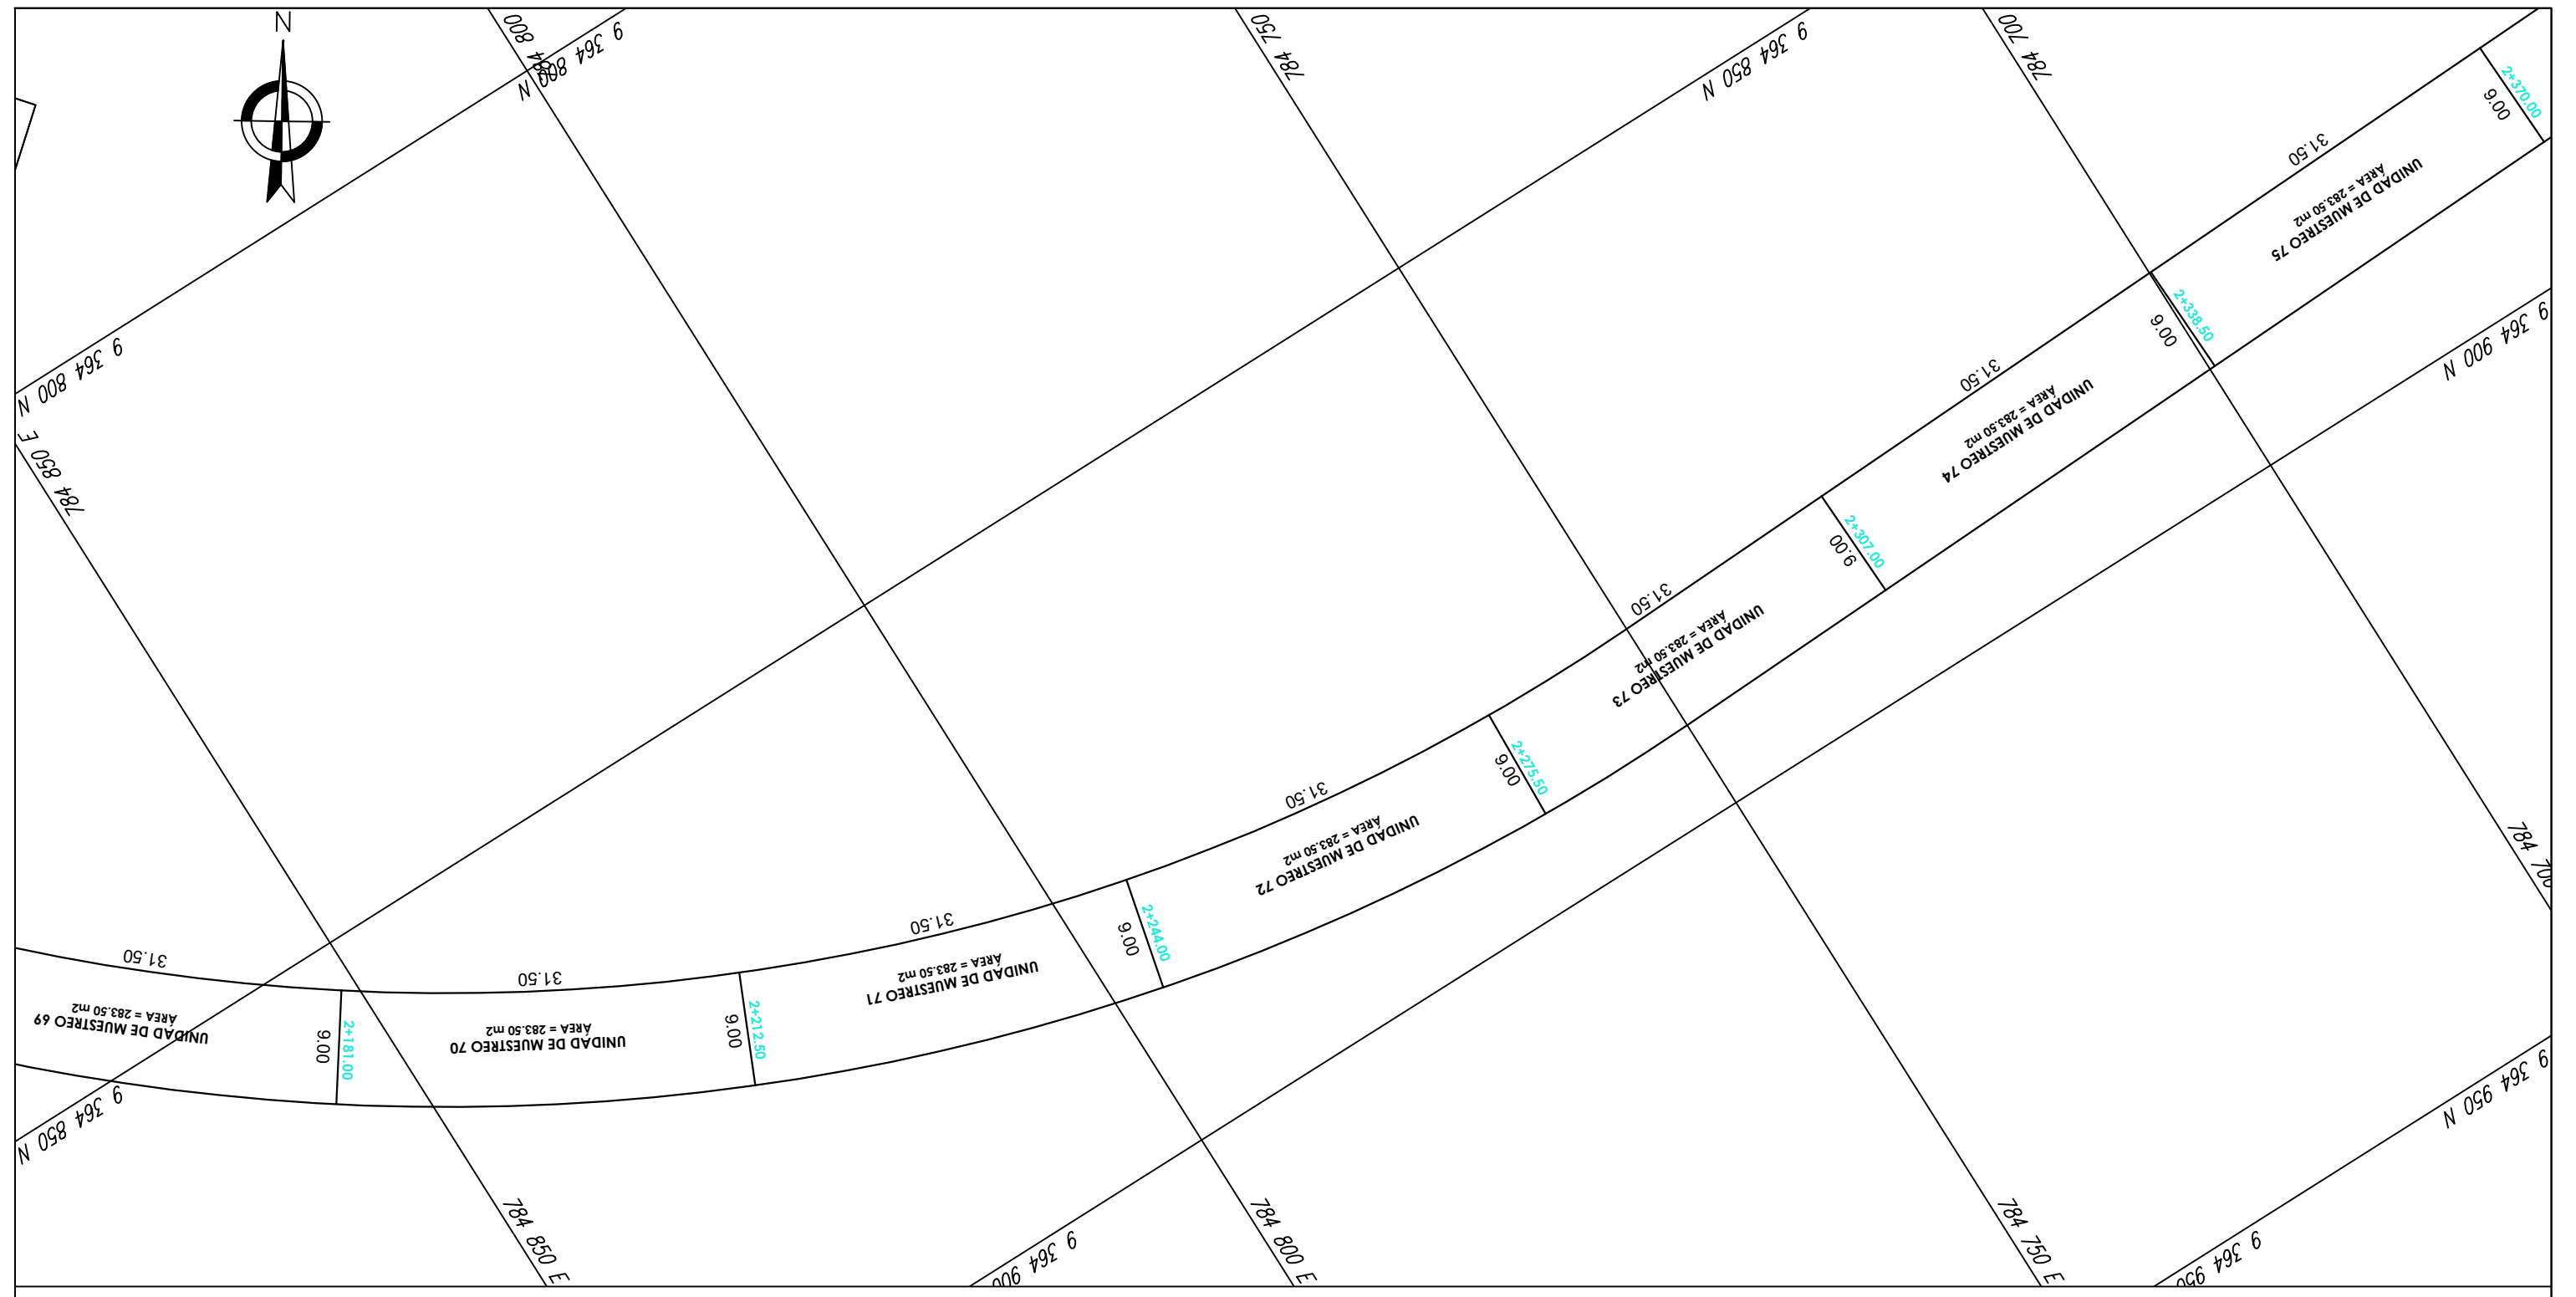 N
784 800
9 364 800 N
784 750
9 364 850 N
784 700
9 364 800 N
784 850 E
2+370.00
9.00
31.50
UNIDAD DE MUESTREO 75
ÁREA = 283.50 m2
2+338.50
9.00
9 364 900 N
31.50
UNIDAD DE MUESTREO 74
ÁREA = 283.50 m2
2+307.00
9.00
31.50
UNIDAD DE MUESTREO 73
ÁREA = 283.50 m2
2+275.50
9.00
31.50
UNIDAD DE MUESTREO 72
ÁREA = 283.50 m2
2+244.00
9.00
31.50
UNIDAD DE MUESTREO 71
ÁREA = 283.50 m2
2+212.50
9.00
31.50
UNIDAD DE MUESTREO 70
ÁREA = 283.50 m2
2+181.00
9.00
31.50
UNIDAD DE MUESTREO 69
ÁREA = 283.50 m2
9 364 850 N
784 700
9 364 950 N
784 850 E
9 364 900
784 800 E
784 750 E
9 364 950